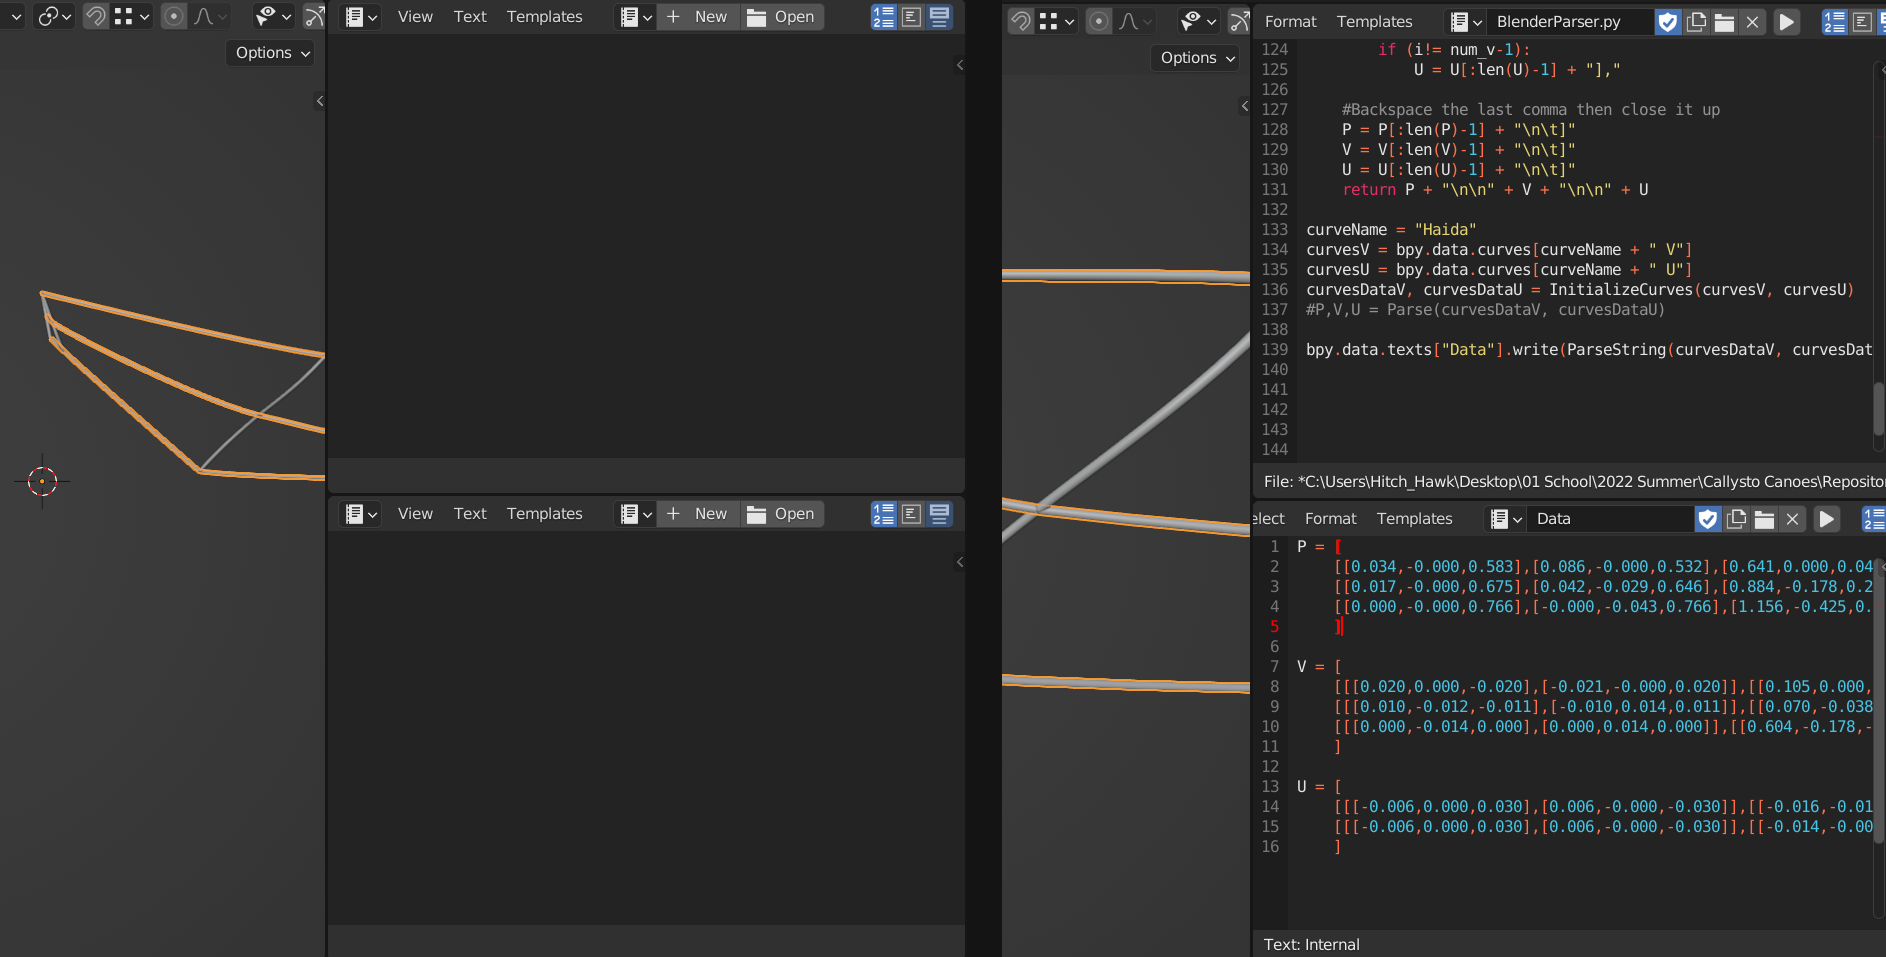 View Text Templates New Open
Options
View Text Templates New Open
Format Templates BlenderParser.py
Options
124 if (i!= num_v-1):
125 U = U[:len(U)-1] + "],"
126
127 #Backspace the last comma then close it up
128 P = P[:len(P)-1] + "\n\t]"
129 V = V[:len(V)-1] + "\n\t]"
130 U = U[:len(U)-1] + "\n\t]"
131 return P + "\n\n" + V + "\n\n" + U
132
133 curveName = "Haida"
134 curvesV = bpy.data.curves[curveName + " V"]
135 curvesU = bpy.data.curves[curveName + " U"]
136 curvesDataV, curvesDataU = InitializeCurves(curvesV, curvesU)
137 #P,V,U = Parse(curvesDataV, curvesDataU)
138
139 bpy.data.texts["Data"].write(ParseString(curvesDataV, curvesDat
140
141
142
143
144
File: *C:\Users\Hitch_Hawk\Desktop\01 School\2022 Summer\Callysto Canoes\Reposito
elect Format Templates Data
1 P = [
2 [[0.034,-0.000,0.583],[0.086,-0.000,0.532],[0.641,0.000,0.04
3 [[0.017,-0.000,0.675],[0.042,-0.029,0.646],[0.884,-0.178,0.2
4 [[0.000,-0.000,0.766],[-0.000,-0.043,0.766],[1.156,-0.425,0.
5 ]
6
7 V = [
8 [[[0.020,0.000,-0.020],[-0.021,-0.000,0.020]],[[0.105,0.000,
9 [[[0.010,-0.012,-0.011],[-0.010,0.014,0.011]],[[0.070,-0.038
10 [[[0.000,-0.014,0.000],[0.000,0.014,0.000]],[[0.604,-0.178,-
11 ]
12
13 U = [
14 [[[-0.006,0.000,0.030],[0.006,-0.000,-0.030]],[[-0.016,-0.01
15 [[[-0.006,0.000,0.030],[0.006,-0.000,-0.030]],[[-0.014,-0.00
16 ]
Text: Internal